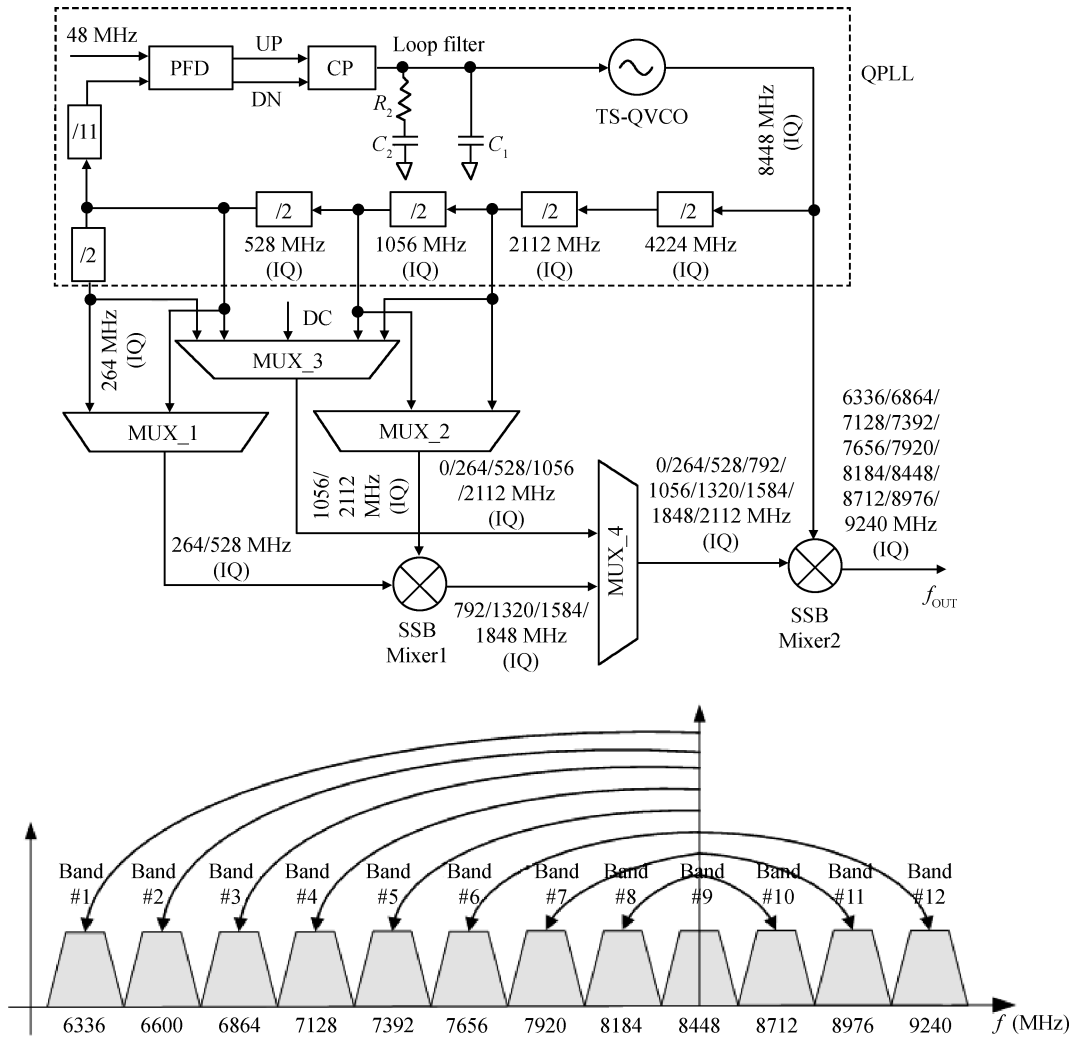 48 MHz
PFD
UP
DN
CP
Loop filter
R2
C2
C1
TS-QVCO
QPLL
8448 MHz
(IQ)
/11
/2
/2
528 MHz
(IQ)
/2
1056 MHz
(IQ)
/2
2112 MHz
(IQ)
/2
4224 MHz
(IQ)
264 MHz
(IQ)
DC
MUX_3
MUX_1
MUX_2
1056/
2112
MHz
(IQ)
0/264/528/1056
/2112 MHz
(IQ)
264/528 MHz
(IQ)
SSB
Mixer1
792/1320/1584/
1848 MHz
(IQ)
MUX_4
0/264/528/792/
1056/1320/1584/
1848/2112 MHz
(IQ)
6336/6864/
7128/7392/
7656/7920/
8184/8448/
8712/8976/
9240 MHz
(IQ)
SSB
Mixer2
fOUT
Band Band Band Band Band Band Band Band Band Band Band Band
#1 #2 #3 #4 #5 #6 #7 #8 #9 #10 #11 #12
6336 6600 6864 7128 7392 7656 7920 8184 8448 8712 8976 9240 f (MHz)